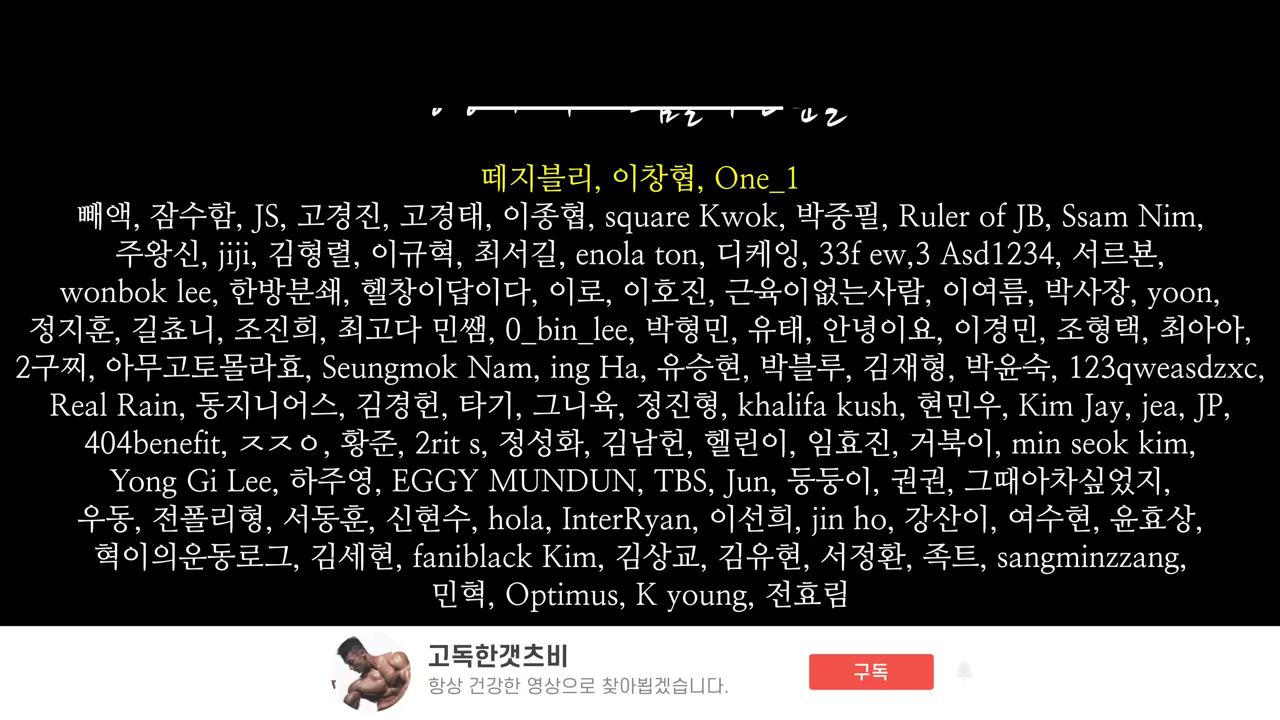 떼지블리, 이창협, One_1
빼액, 잠수함, JS, 고경진, 고경태, 이종협, square Kwok, 박중필, Ruler of JB, Ssam Nim,
주왕신, jiji, 김형렬, 이규혁, 최서길, enola ton, 디케잉, 33f ew,3 Asd1234, 서르뵨,
wonbok lee, 한방분쇄, 헬창이답이다, 이로, 이호진, 근육이없는사람, 이여름, 박사장, yoon,
정지훈, 길쵸니, 조진희, 최고다 민쌤, 0_bin_lee, 박형민, 유태, 안녕이요, 이경민, 조형택, 최아아,
2구찌, 아무고토몰라효, Seungmok Nam, ing Ha, 유승현, 박블루, 김재형, 박윤숙, 123qweasdzxc,
Real Rain, 동지니어스, 김경헌, 타기, 그니육, 정진형, khalifa kush, 현민우, Kim Jay, jea, JP,
404benefit, ㅈㅈㅇ, 황준, 2rit s, 정성화, 김남헌, 헬린이, 임효진, 거북이, min seok kim,
Yong Gi Lee, 하주영, EGGY MUNDUN, TBS, Jun, 둥둥이, 권권, 그때아차싶었지,
우동, 전폴리형, 서동훈, 신현수, hola, InterRyan, 이선희, jin ho, 강산이, 여수현, 윤효상,
혁이의운동로그, 김세현, faniblack Kim, 김상교, 김유현, 서정환, 족트, sangminzzang,
민혁, Optimus, K young, 전효림
고독한갯츠비
항상 건강한 영상으로 찾아뵙겠습니다.
구독